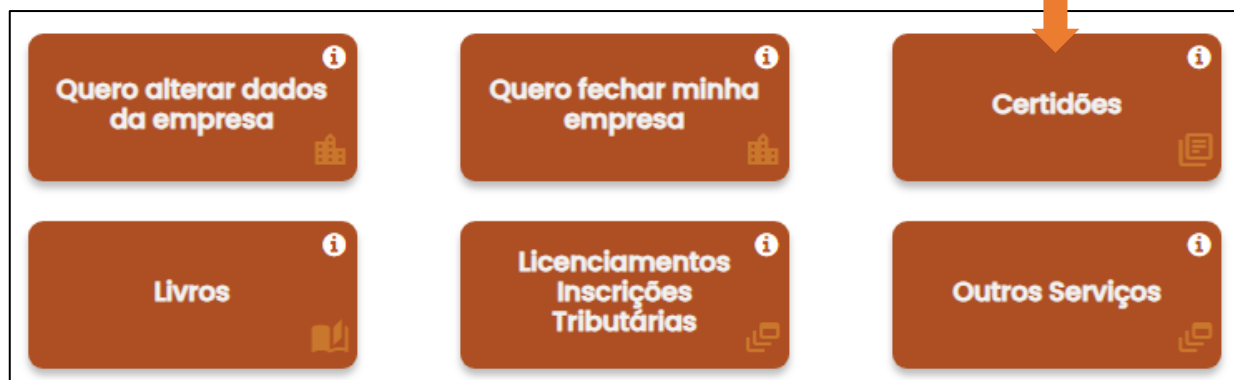 Quero alterar dados
da empresa
Quero fechar minha
empresa
Certidões
Livros
Licenciamentos
Inscrições
Tributárias
Outros Serviços